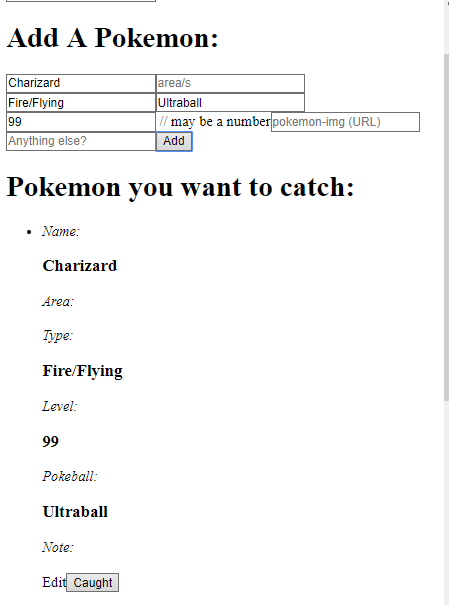 Add A Pokemon:
Charizard area/s
Fire/Flying Ultraball
99 // may be a number pokemon-img (URL)
Anything else? Add
Pokemon you want to catch:
Name:
Charizard
Area:
Type:
Fire/Flying
Level:
99
Pokeball:
Ultraball
Note:
Edit Caught